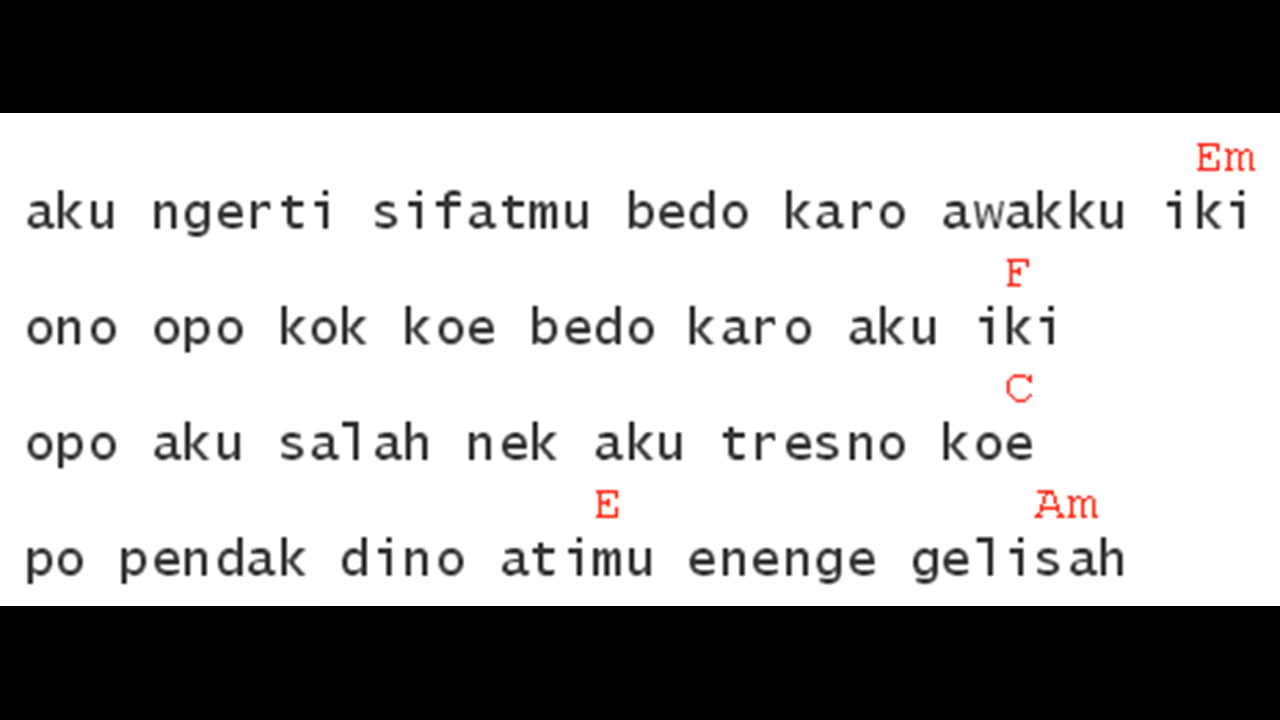 Em
aku ngerti sifatmu bedo karo awakku iki
F
ono opo kok koe bedo karo aku iki
C
opo aku salah nek aku tresno koe
E Am
po pendak dino atimu enenge gelisah